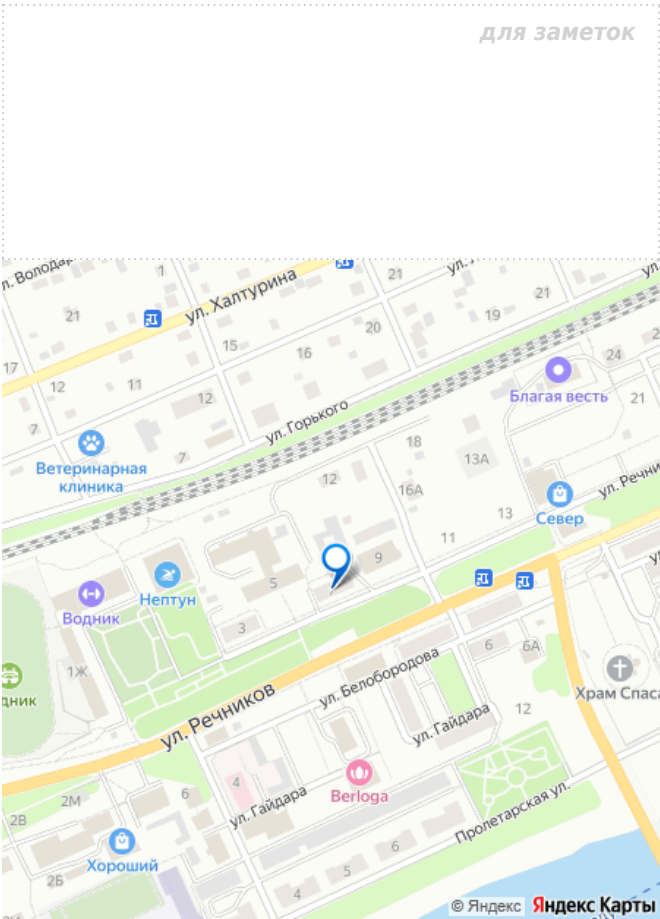 для заметок
л. Волода
1
ул. Халтурина
21
21
21
19
20
15
16
24
17
12
11
12
Благая весть
21
7
ул. Горького
7
Ветеринарная
клиника
18
13А
12
16А
ул. Речни
13
Север
11
9
5
Нептун
Водник
3
1Ж
дник
6
6А
ул. Белобородова
Храм Спаса
ул. Речников
ул. Гайдара
12
4
6
Berloga
2М
ул. Гайдара
Пролетарская ул.
2В
Хороший
6
5
2Б
4
© Яндекс Яндекс Карты